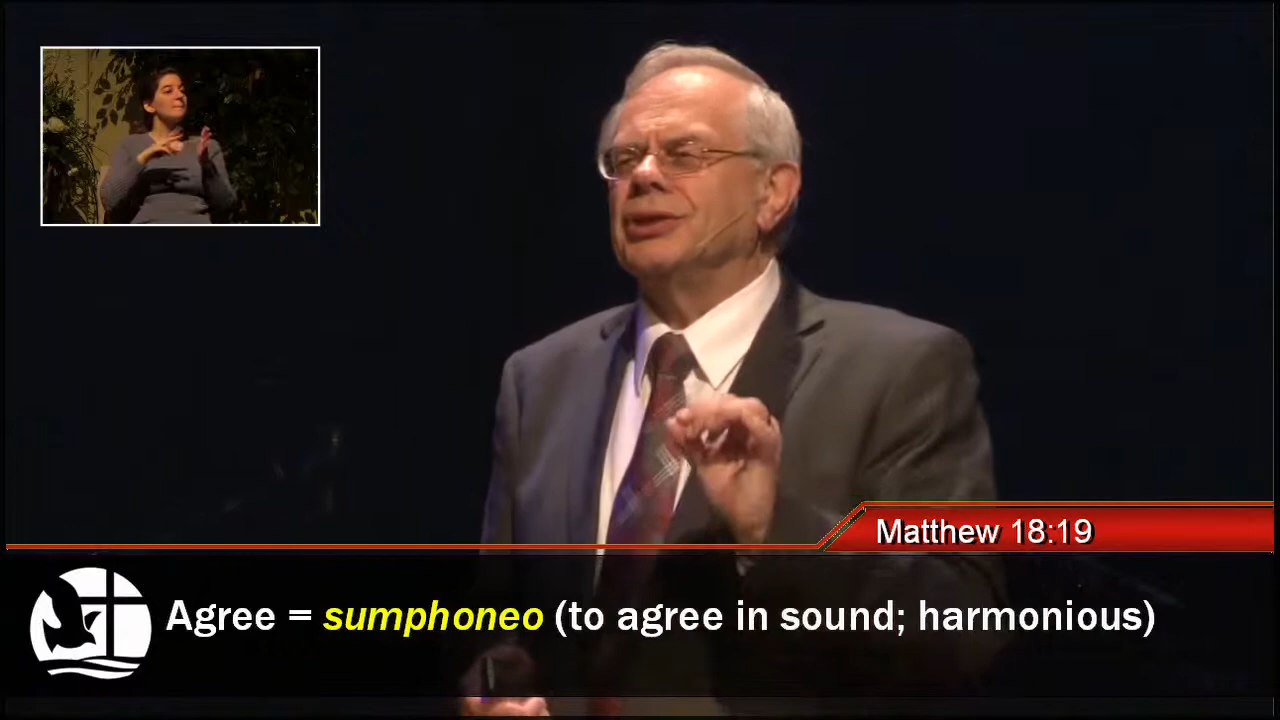 Matthew 18:19
Agree = sumphoneo (to agree in sound; harmonious)